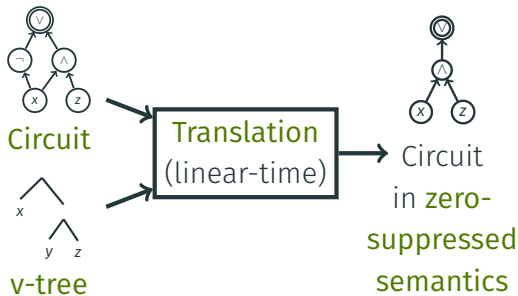 ∨
¬ ∧
x z
Circuit
x
y z
v-tree
Translation
(linear-time)
∨
∧
x z
Circuit
in zero-
suppressed
semantics